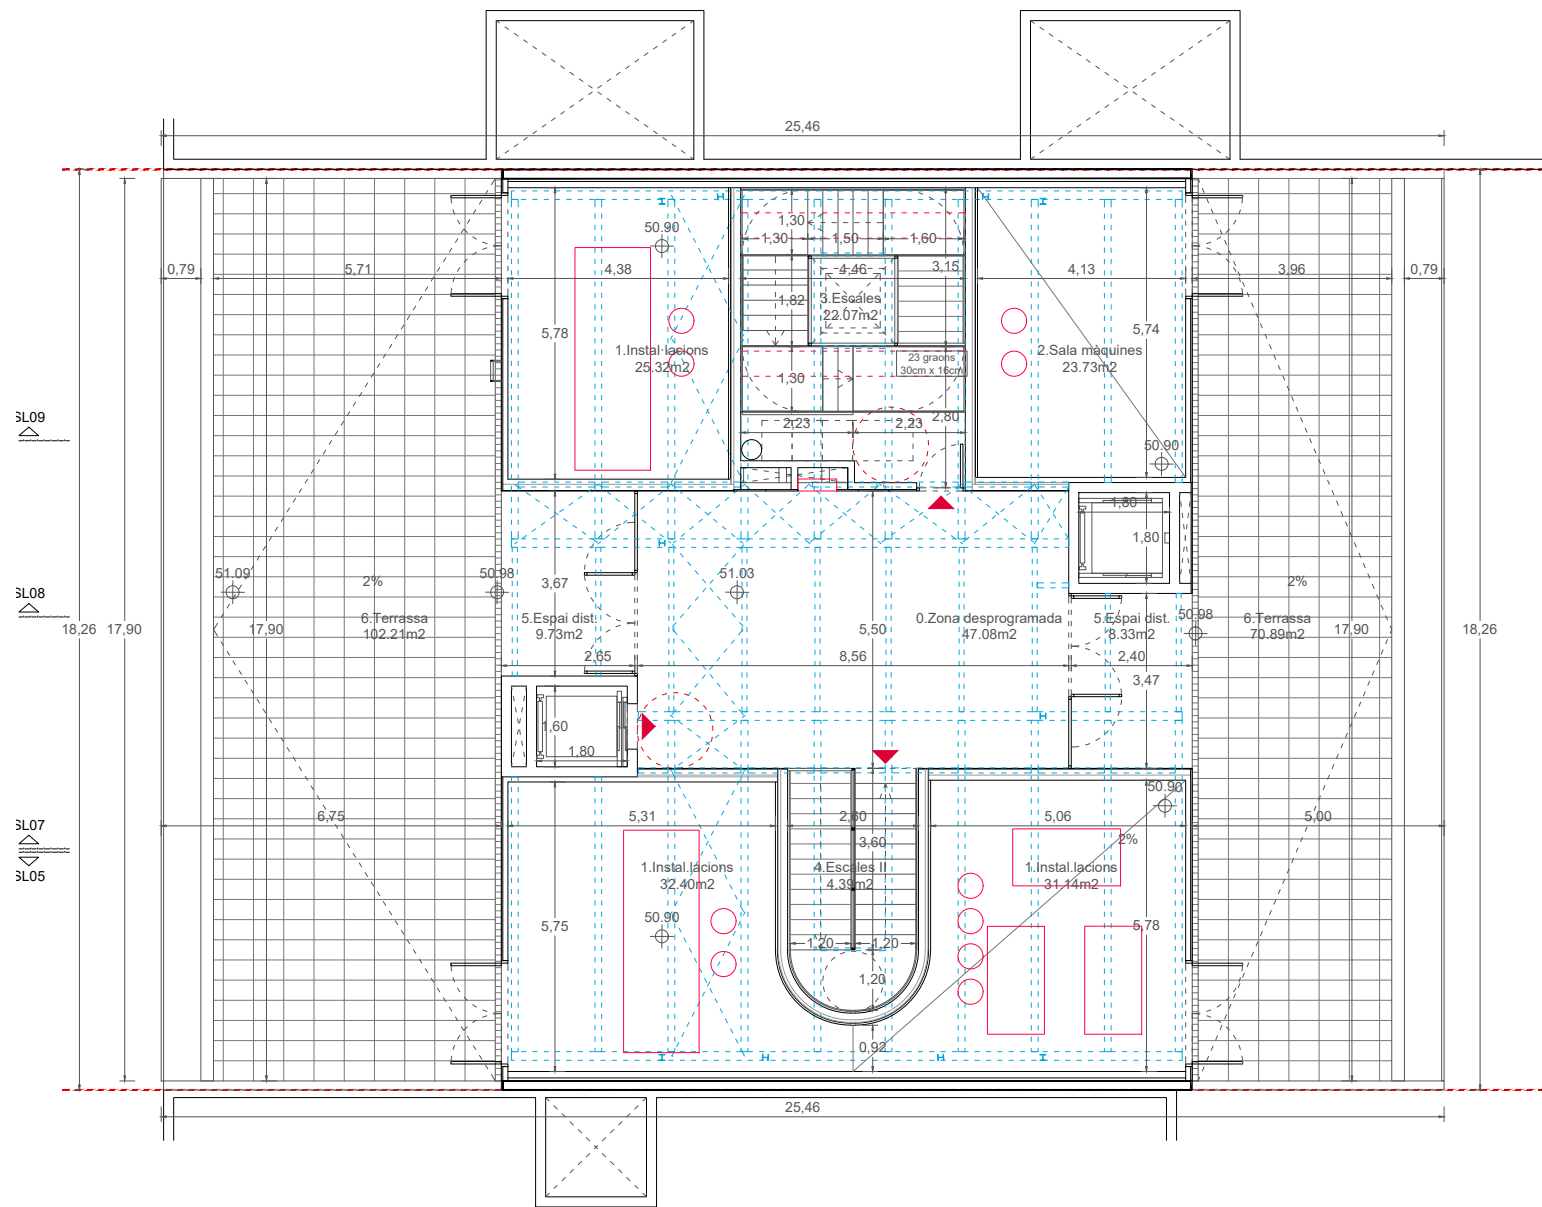 25,46
1,30
50.90
1,30
1,50
1,60
0,79
5,71
4,38
4,46
3,15
4,13
3,96
0,79
3.Escales
22.07m2
1,82
5,78
5,74
1.Instal·lacions
25.32m2
23 graons
30cm x 16cm
2.Sala màquines
23.73m2
1,30
SL09
2,23
2,23
2,80
50.90
1,80
1,80
51.09
2%
50.98
3,67
51.03
2%
SL08
6.Terrassa
102.21m2
5.Espai dist.
9.73m2
0.Zona desprogramada
47.08m2
5.Espai dist.
8.33m2
50.98
6.Terrassa
70.89m2
18,26
17,90
17,90
5,50
17,90
18,26
2,65
8,56
2,40
3,47
1,60
1,80
50.90
6,75
5,31
2,60
5,06
5,00
SL07
3,60
2%
SL05
1.Instal.lacions
32.40m2
4.Escales II
4.39m2
1.Instal.lacions
31.14m2
50.90
5,75
5,78
1,20
1,20
1,20
0,92
25,46